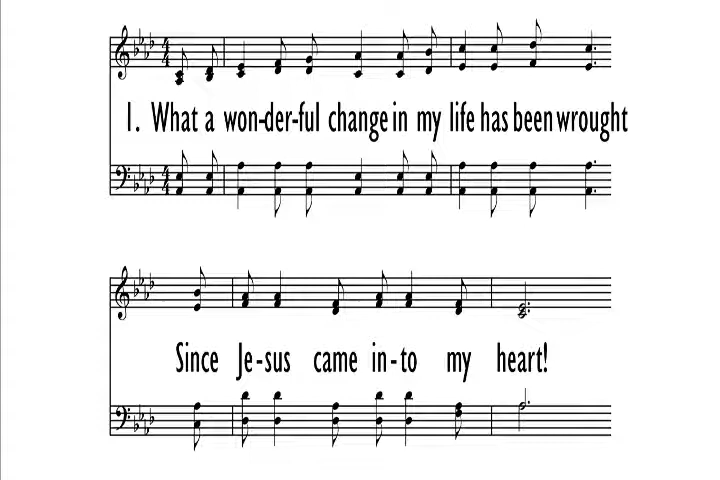 1. What a won-der-ful change in my life has been wrought
Since Je-sus came in-to my heart!